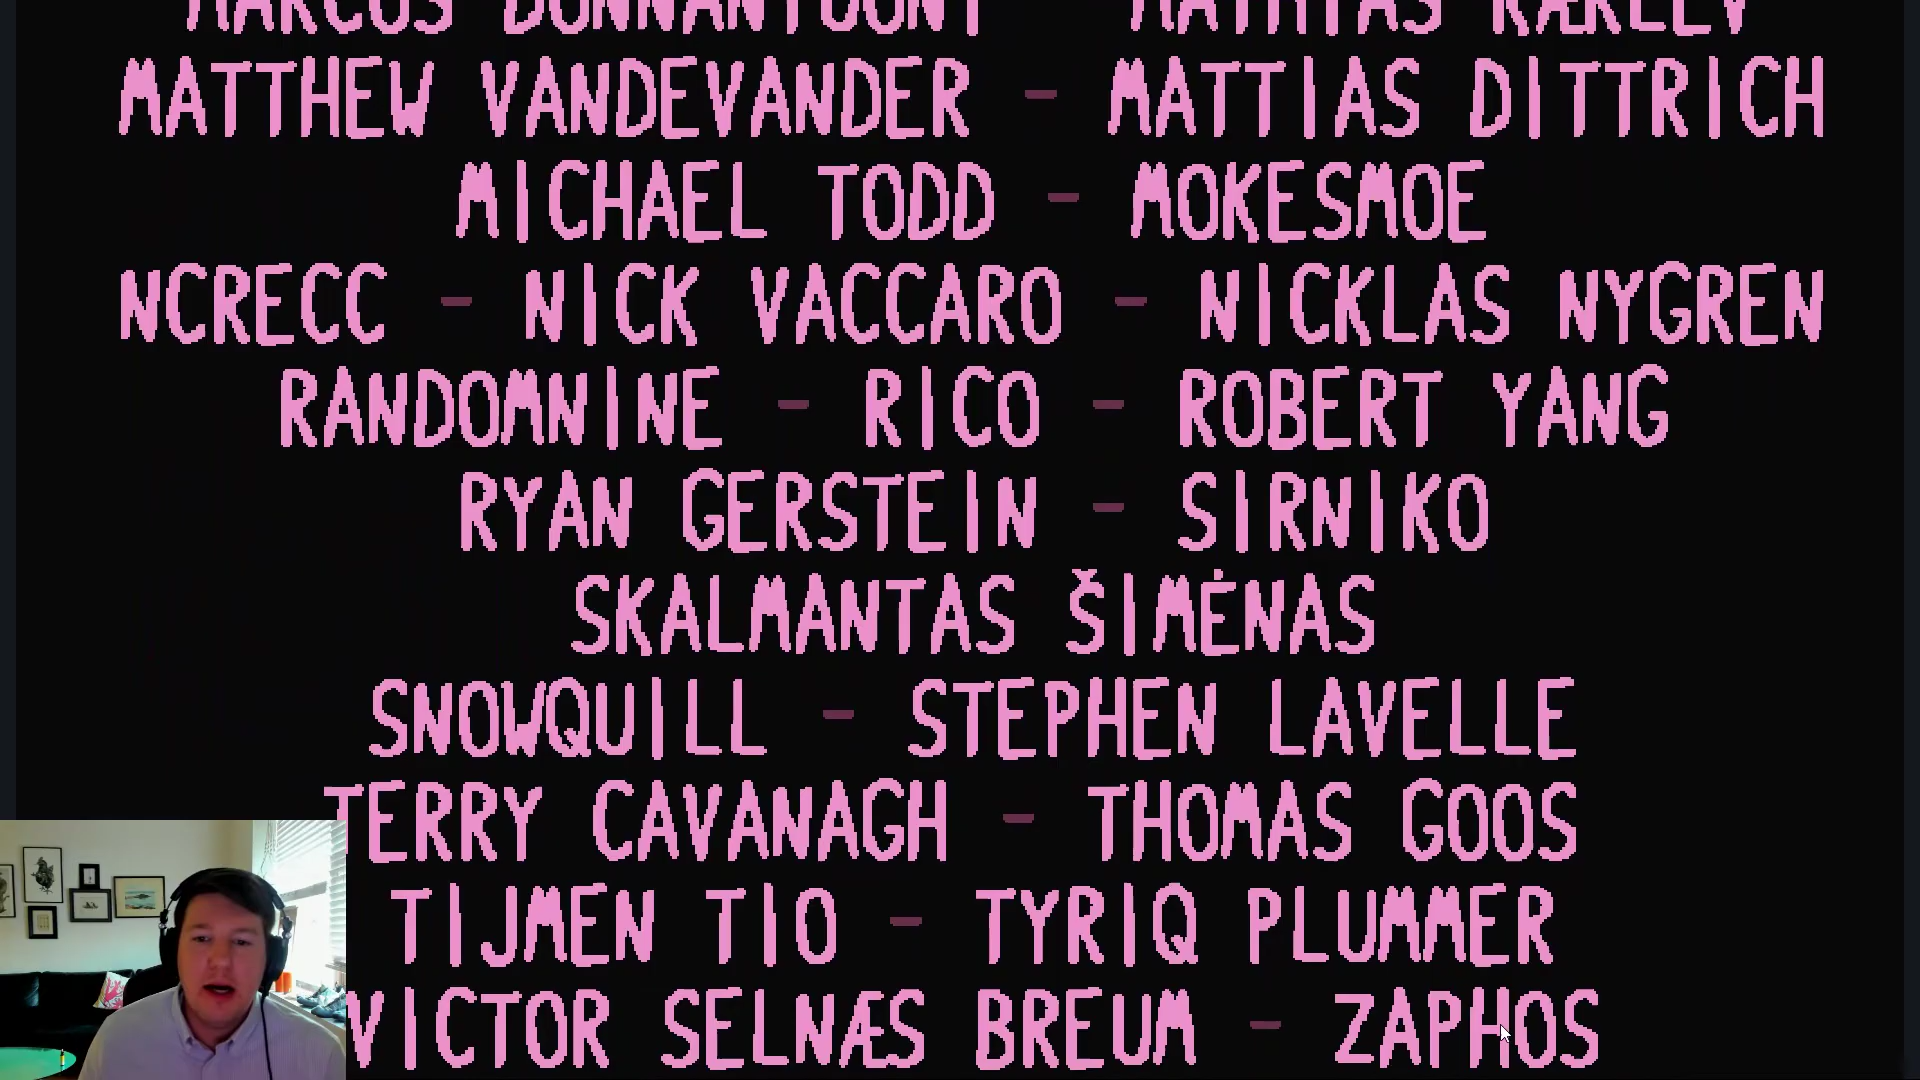 MATTHEW VANDEVANDER - MATTIAS DITTRICH
MICHAEL TODD - MOKESMOE
NCRECC - NICK VACCARO - NICKLAS NYGREN
RANDOMNINE - RICO - ROBERT YANG
RYAN GERSTEIN - SIRNIKO
SKALMANTAS ŠIMĖNAS
SNOWQUILL - STEPHEN LAVELLE
TERRY CAVANAGH - THOMAS GOOS
TIJMEN TIO - TYRIQ PLUMMER
VICTOR SELNÆS BREUM - ZAPHOS